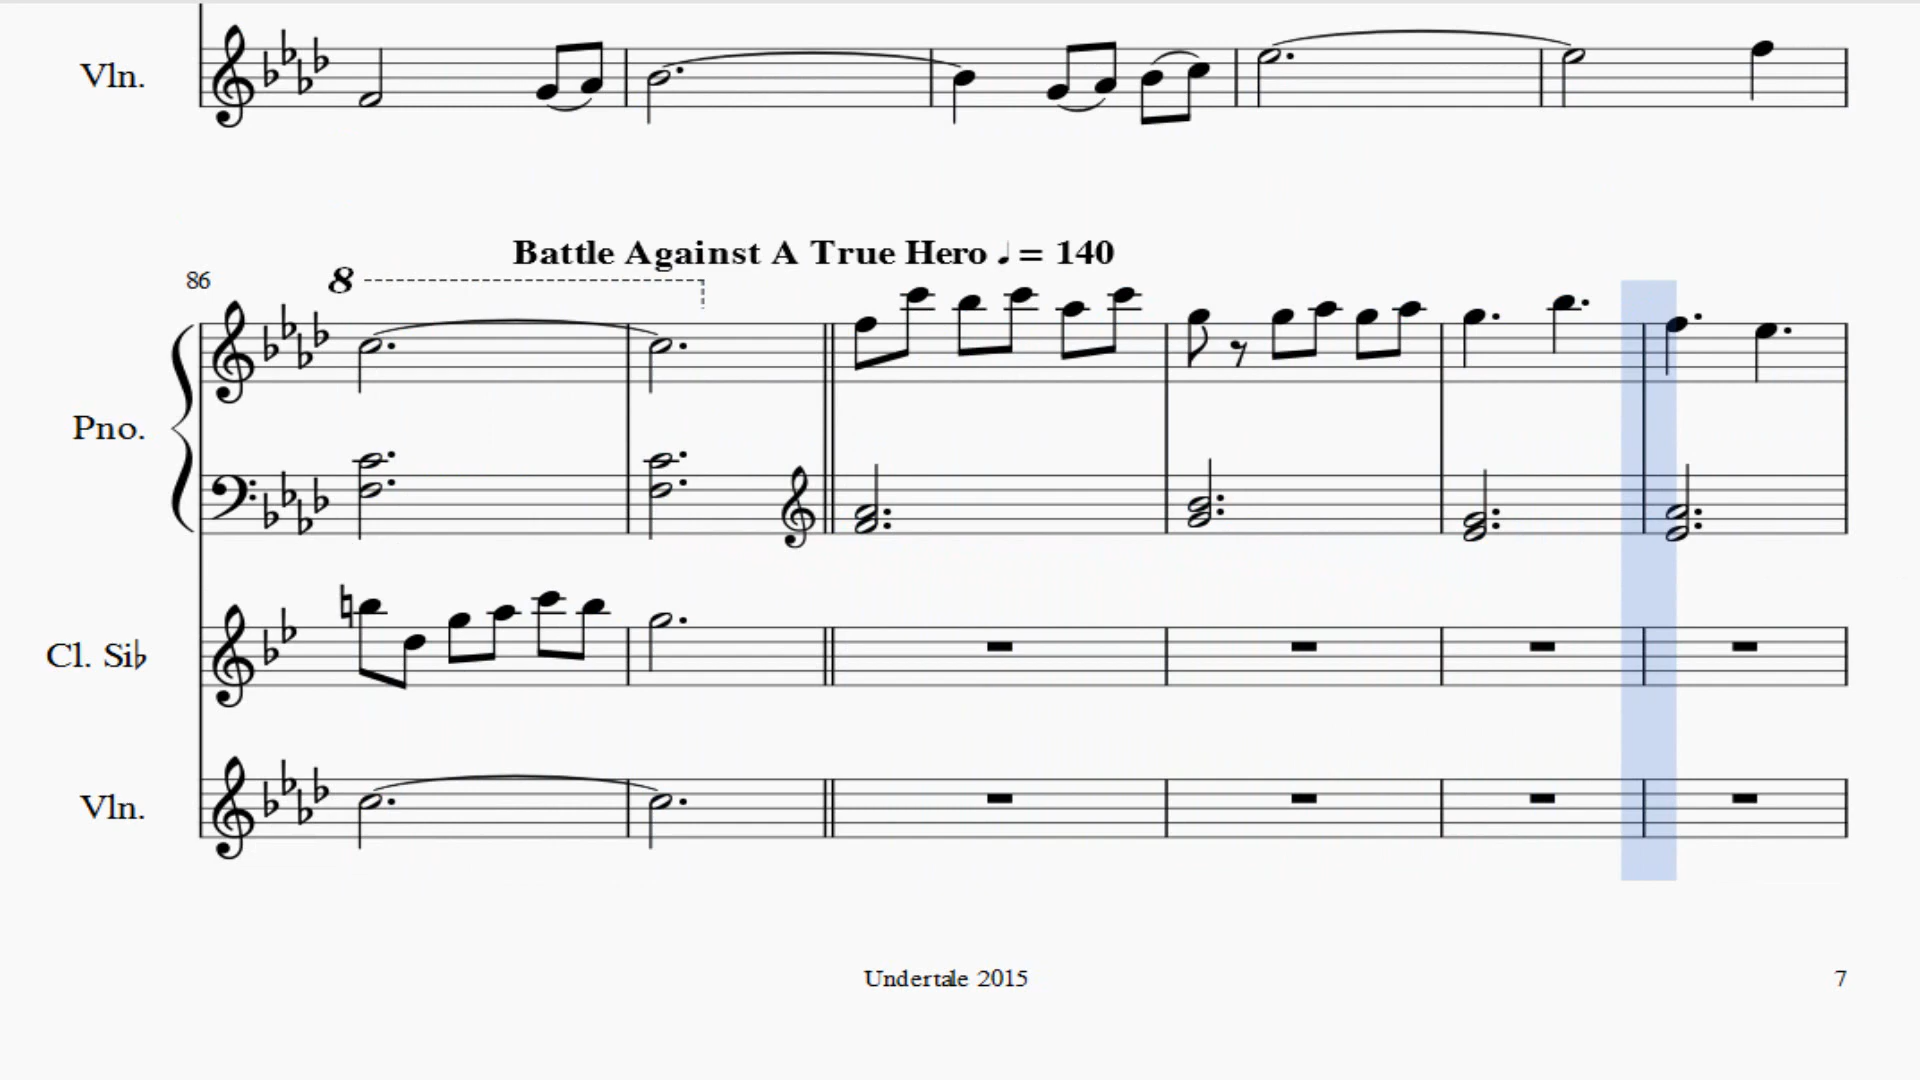 Vln.
Battle Against A True Hero ♩ = 140
86
8
Pno.
Cl. Si♭
Vln.
Undertale 2015
7